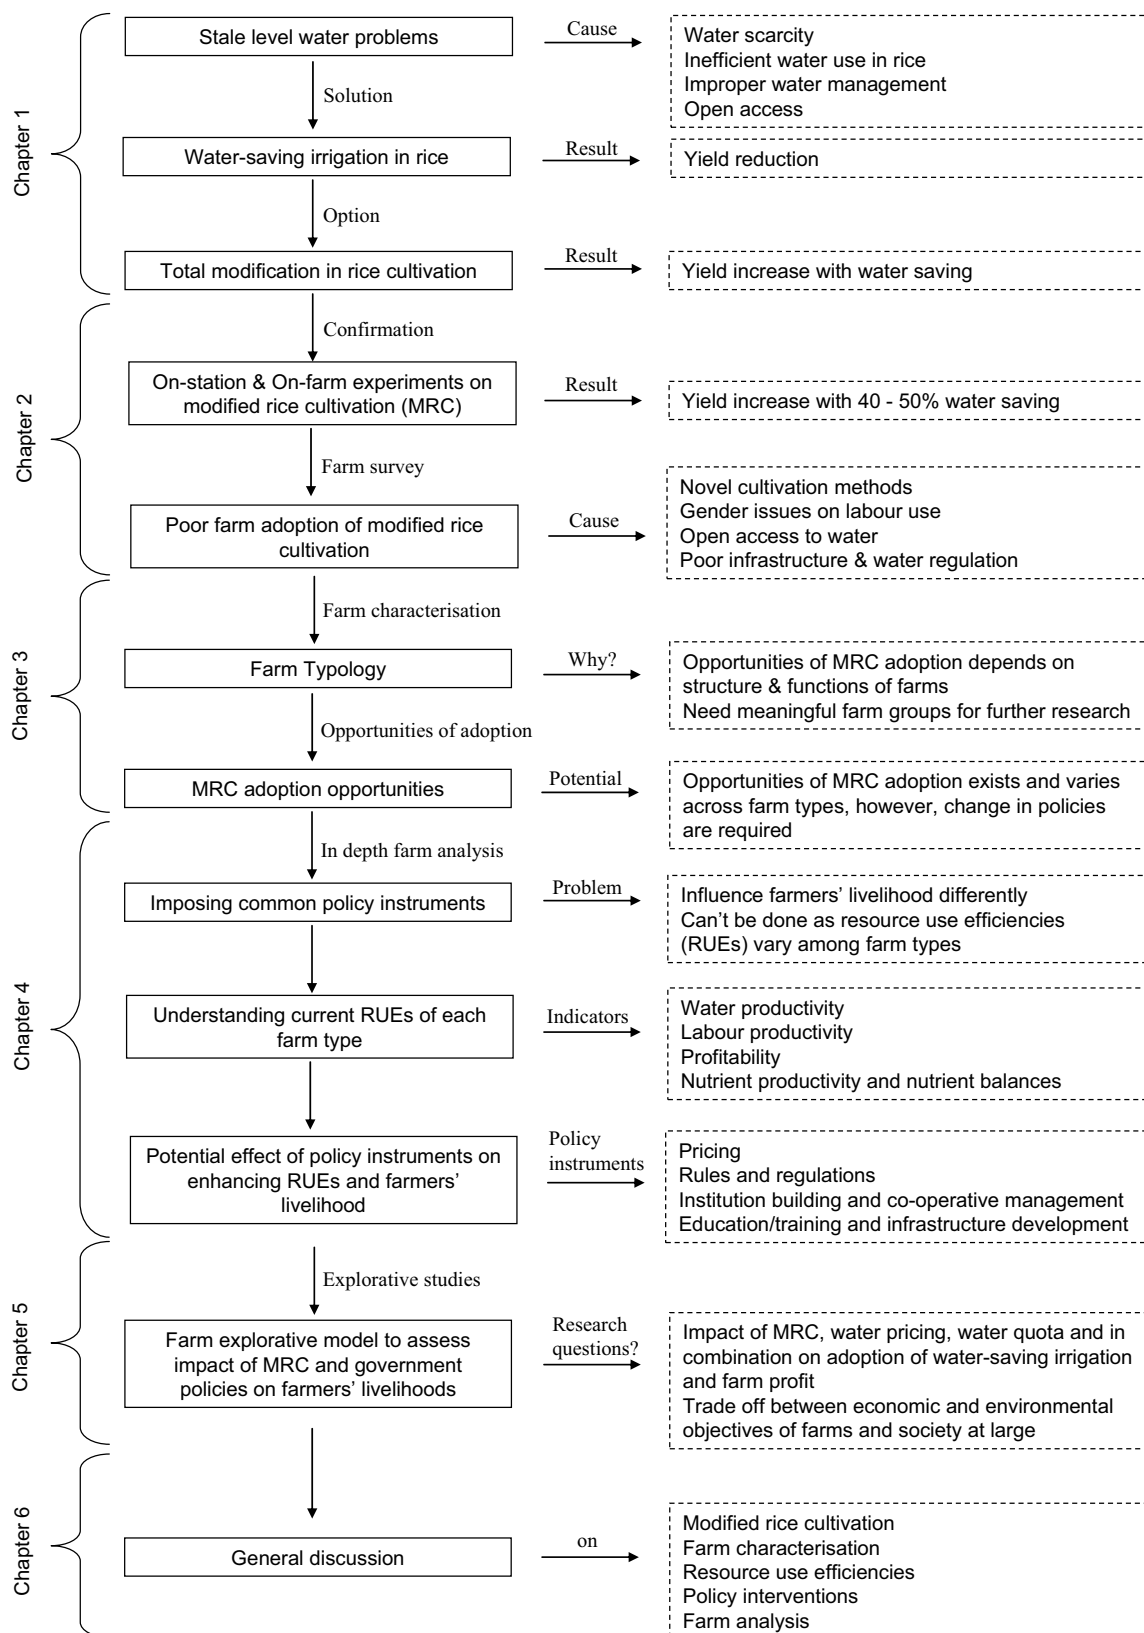 Chapter 1
Stale level water problems
Cause
Water scarcity
Inefficient water use in rice
Improper water management
Open access
Solution
Water-saving irrigation in rice
Result
Yield reduction
Option
Total modification in rice cultivation
Result
Yield increase with water saving
Chapter 2
Confirmation
On-station & On-farm experiments on
modified rice cultivation (MRC)
Result
Yield increase with 40 - 50% water saving
Farm survey
Poor farm adoption of modified rice
cultivation
Cause
Novel cultivation methods
Gender issues on labour use
Open access to water
Poor infrastructure & water regulation
Chapter 3
Farm characterisation
Farm Typology
Why?
Opportunities of MRC adoption depends on
structure & functions of farms
Need meaningful farm groups for further research
Opportunities of adoption
MRC adoption opportunities
Potential
Opportunities of MRC adoption exists and varies
across farm types, however, change in policies
are required
Chapter 4
In depth farm analysis
Imposing common policy instruments
Problem
Influence farmers' livelihood differently
Can't be done as resource use efficiencies
(RUEs) vary among farm types
Understanding current RUEs of each
farm type
Indicators
Water productivity
Labour productivity
Profitability
Nutrient productivity and nutrient balances
Potential effect of policy instruments on
enhancing RUEs and farmers'
livelihood
Policy
instruments
Pricing
Rules and regulations
Institution building and co-operative management
Education/training and infrastructure development
Chapter 5
Explorative studies
Farm explorative model to assess
impact of MRC and government
policies on farmers' livelihoods
Research
questions?
Impact of MRC, water pricing, water quota and in
combination on adoption of water-saving irrigation
and farm profit
Trade off between economic and environmental
objectives of farms and society at large
Chapter 6
General discussion
on
Modified rice cultivation
Farm characterisation
Resource use efficiencies
Policy interventions
Farm analysis